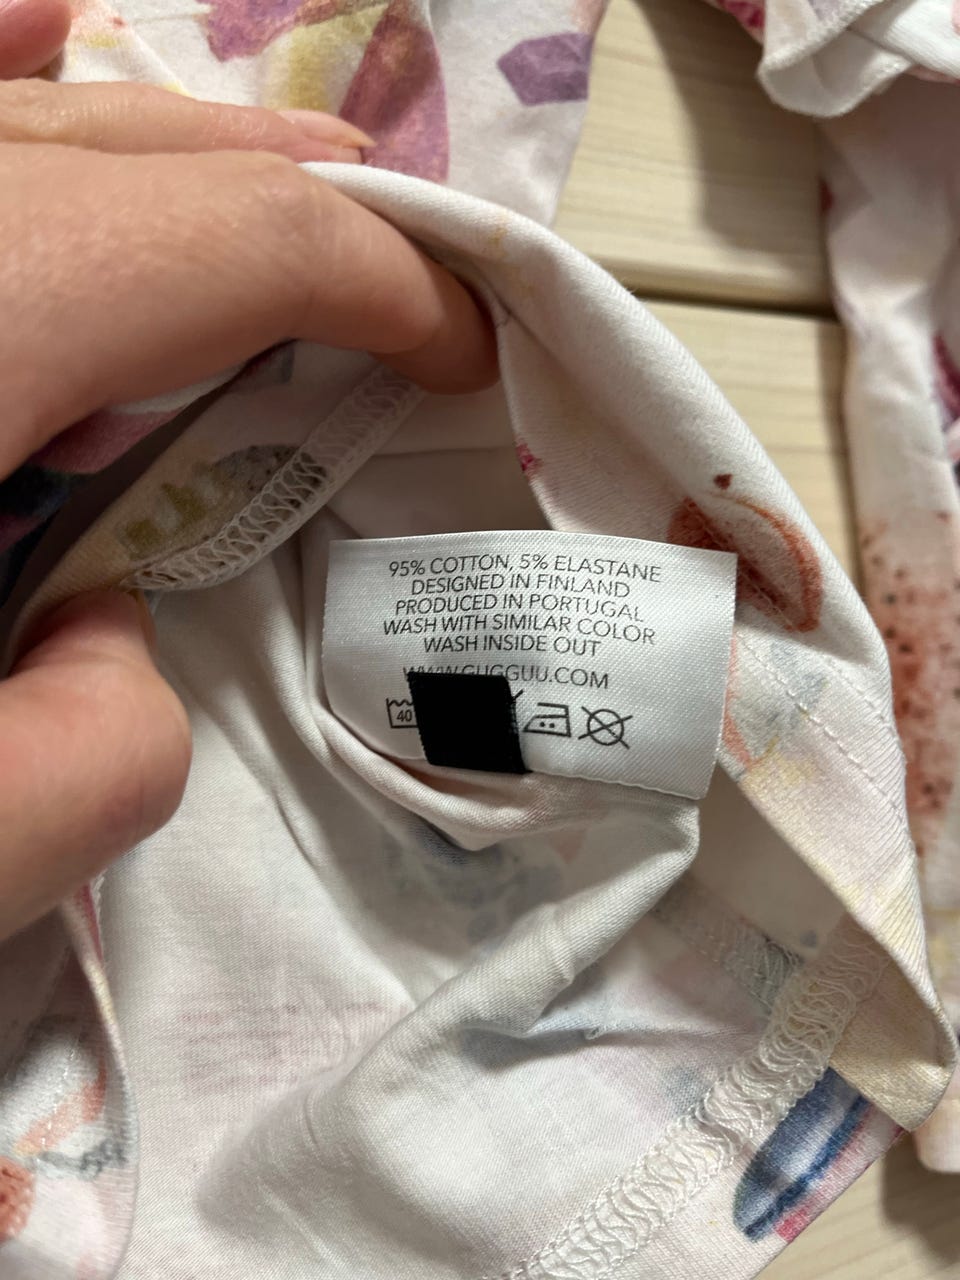 95% COTTON, 5% ELASTANE
DESIGNED IN FINLAND
PRODUCED IN PORTUGAL
WASH WITH SIMILAR COLOR
WASH INSIDE OUT
WWW.GUGGUU.COM
40